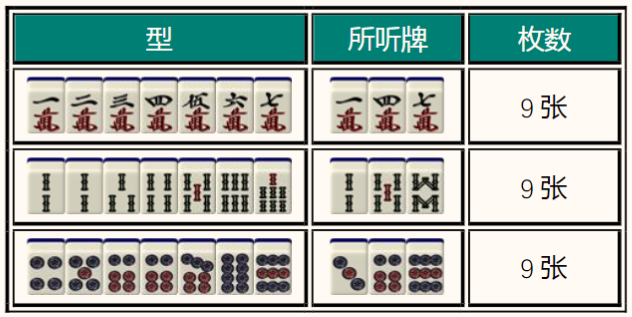 型 所听牌 枚数
一 二 三 四 伍 六 七 一 四 七 9 张
萬 萬 萬 萬 萬 萬 萬 萬 萬 萬
9 张
9 张